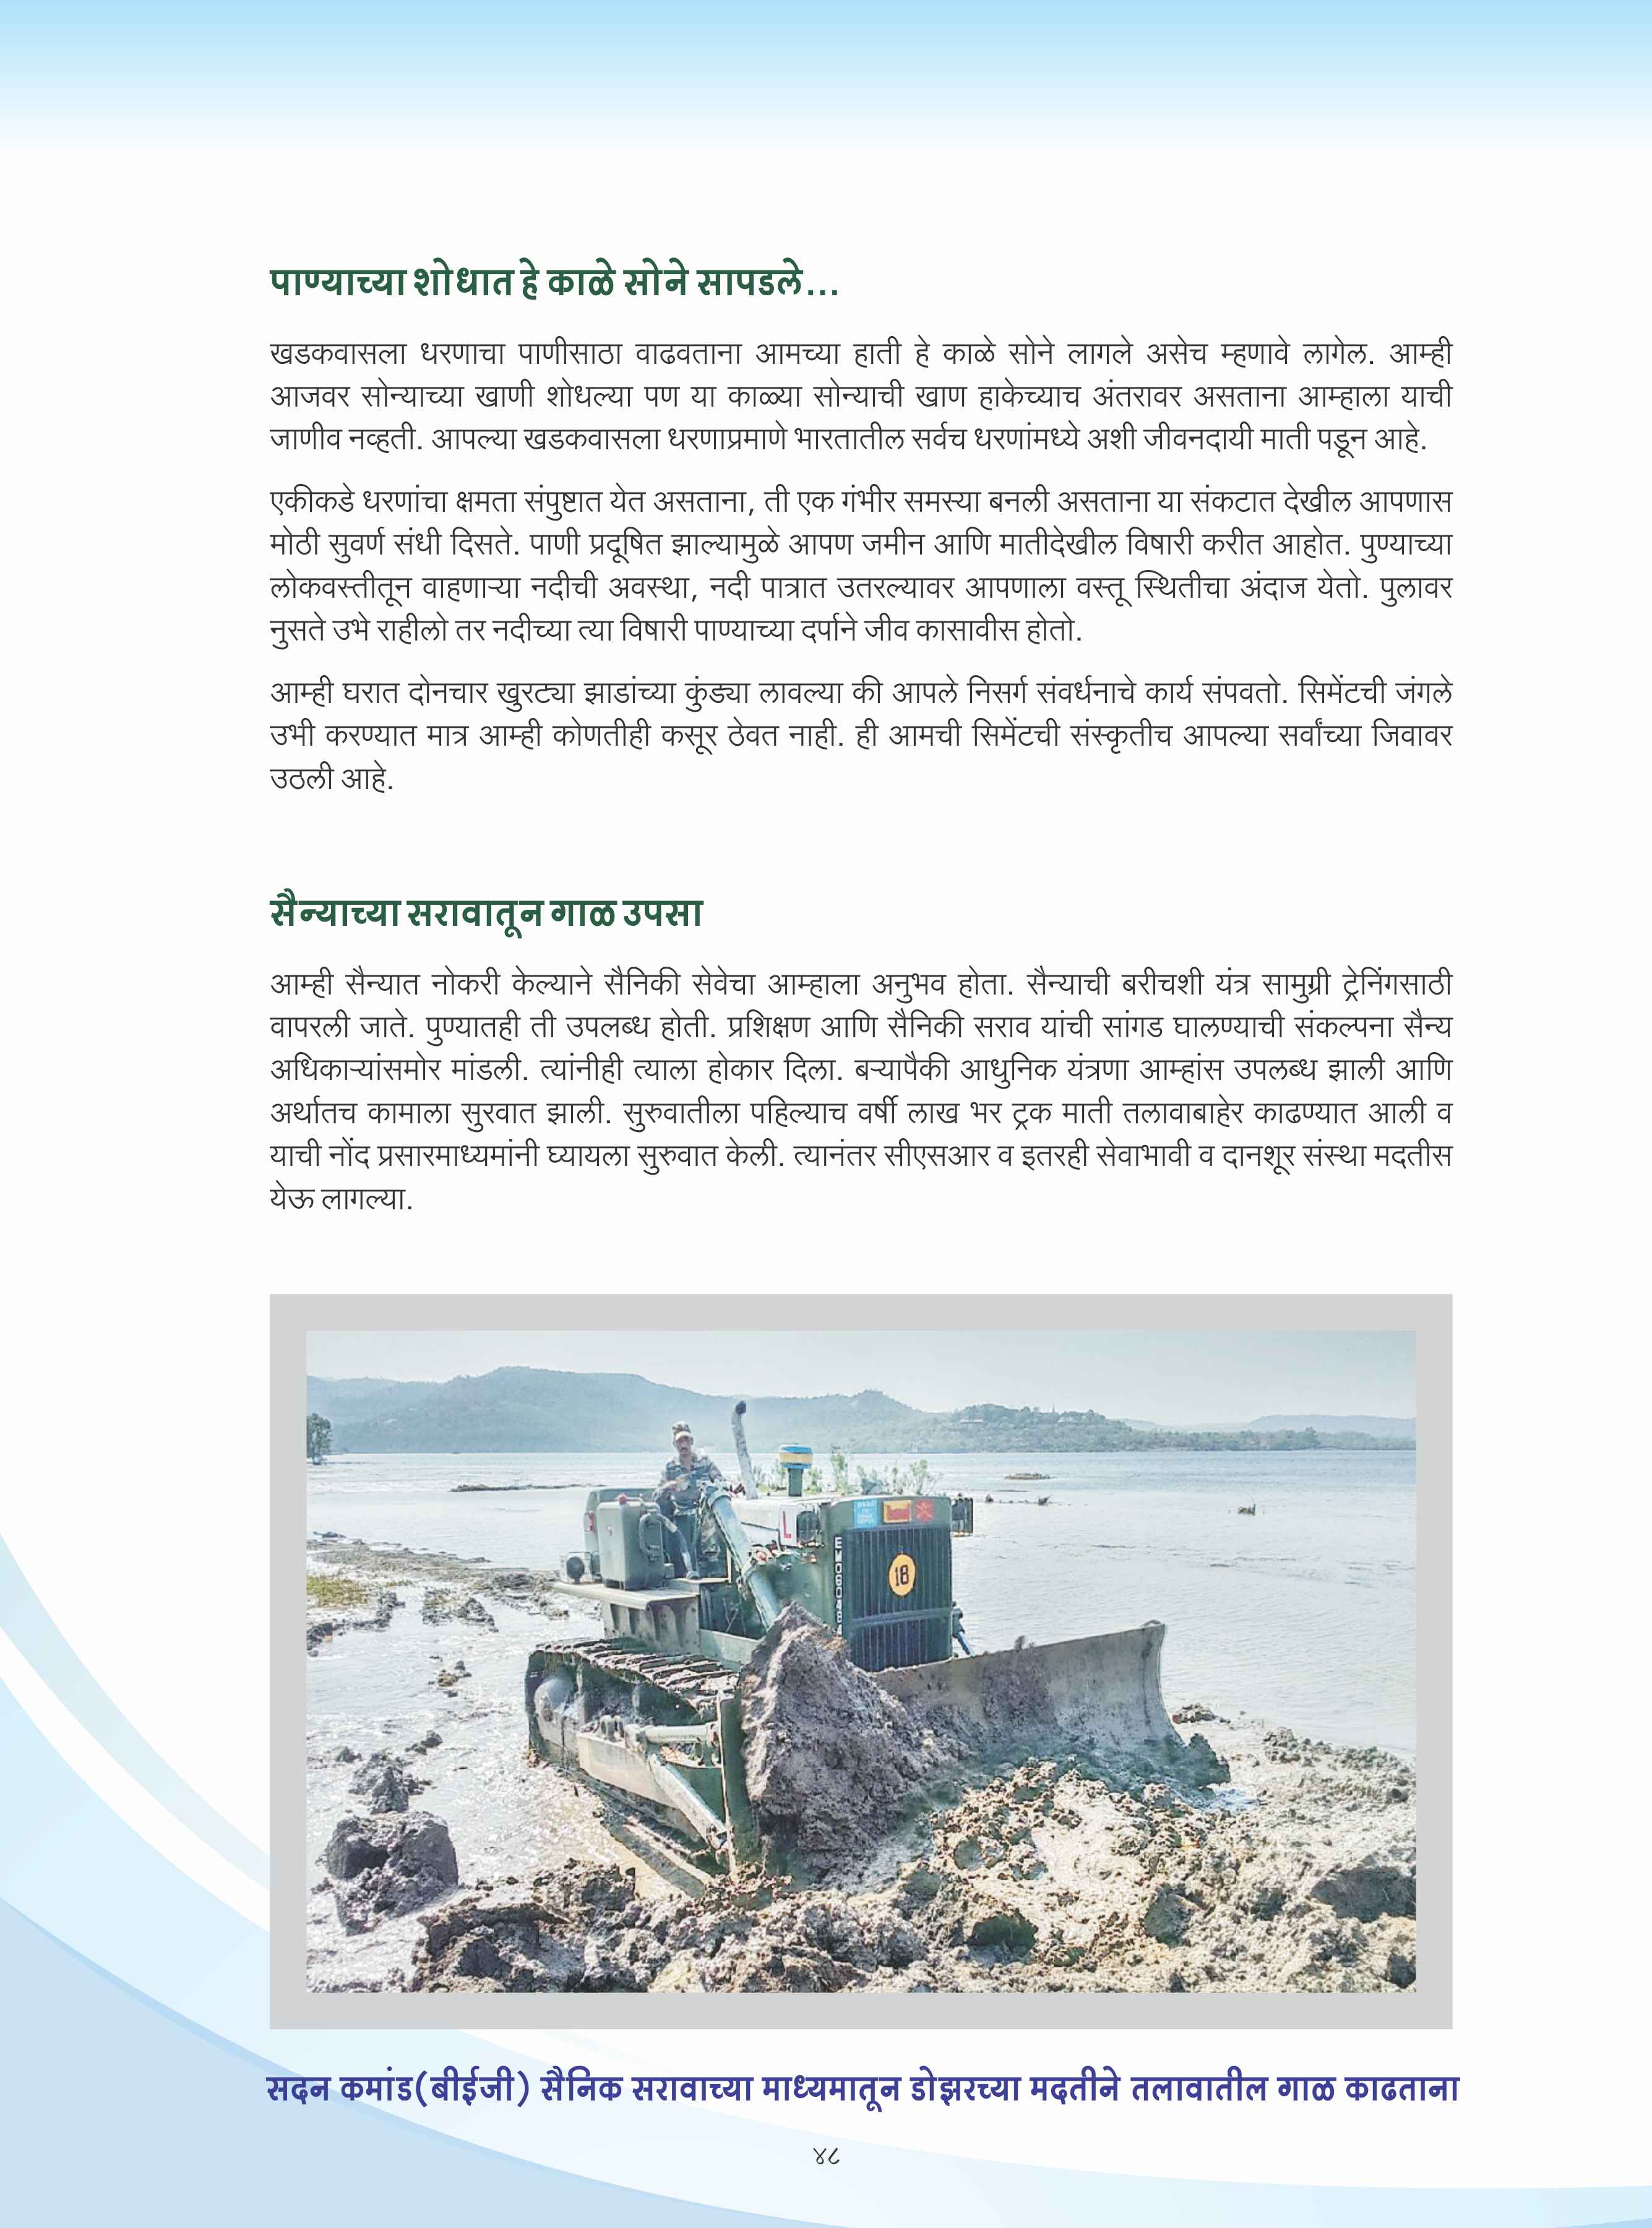 पाण्याच्या शोधात हे काळे सोने सापडले...
खडकवासला धरणाचा पाणीसाठा वाढवताना आमच्या हाती हे काळे सोने लागले असेच म्हणावे लागेल. आम्ही
आजवर सोन्याच्या खाणी शोधल्या पण या काळ्या सोन्याची खाण हाकेच्याच अंतरावर असताना आम्हाला याची
जाणीव नव्हती. आपल्या खडकवासला धरणाप्रमाणे भारतातील सर्वच धरणांमध्ये अशी जीवनदायी माती पडून आहे.
एकीकडे धरणांचा क्षमता संपुष्टात येत असताना, ती एक गंभीर समस्या बनली असताना या संकटात देखील आपणास
मोठी सुवर्ण संधी दिसते. पाणी प्रदूषित झाल्यामुळे आपण जमीन आणि मातीदेखील विषारी करीत आहोत. पुण्याच्या
लोकवस्तीतून वाहणाऱ्या नदीची अवस्था, नदी पात्रात उतरल्यावर आपणाला वस्तू स्थितीचा अंदाज येतो. पुलावर
नुसते उभे राहीलो तर नदीच्या त्या विषारी पाण्याच्या दर्पाने जीव कासावीस होतो.
आम्ही घरात दोनचार खुरट्या झाडांच्या कुंड्या लावल्या की आपले निसर्ग संवर्धनाचे कार्य संपवतो. सिमेंटची जंगले
उभी करण्यात मात्र आम्ही कोणतीही कसूर ठेवत नाही. ही आमची सिमेंटची संस्कृतीच आपल्या सर्वांच्या जिवावर
उठली आहे.
सैन्याच्या सरावातून गाळ उपसा
आम्ही सैन्यात नोकरी केल्याने सैनिकी सेवेचा आम्हाला अनुभव होता. सैन्याची बरीचशी यंत्र सामुग्री ट्रेनिंगसाठी
वापरली जाते. पुण्यातही ती उपलब्ध होती. प्रशिक्षण आणि सैनिकी सराव यांची सांगड घालण्याची संकल्पना सैन्य
अधिकाऱ्यांसमोर मांडली. त्यांनीही त्याला होकार दिला. बऱ्यापैकी आधुनिक यंत्रणा आम्हांस उपलब्ध झाली आणि
अर्थातच कामाला सुरवात झाली. सुरुवातीला पहिल्याच वर्षी लाख भर ट्रक माती तलावाबाहेर काढण्यात आली व
याची नोंद प्रसारमाध्यमांनी घ्यायला सुरुवात केली. त्यानंतर सीएसआर व इतरही सेवाभावी व दानशूर संस्था मदतीस
येऊ लागल्या.
L
18
सदन कमांड(बीईजी) सैनिक सरावाच्या माध्यमातून डोझरच्या मदतीने तलावातील गाळ काढताना
४८